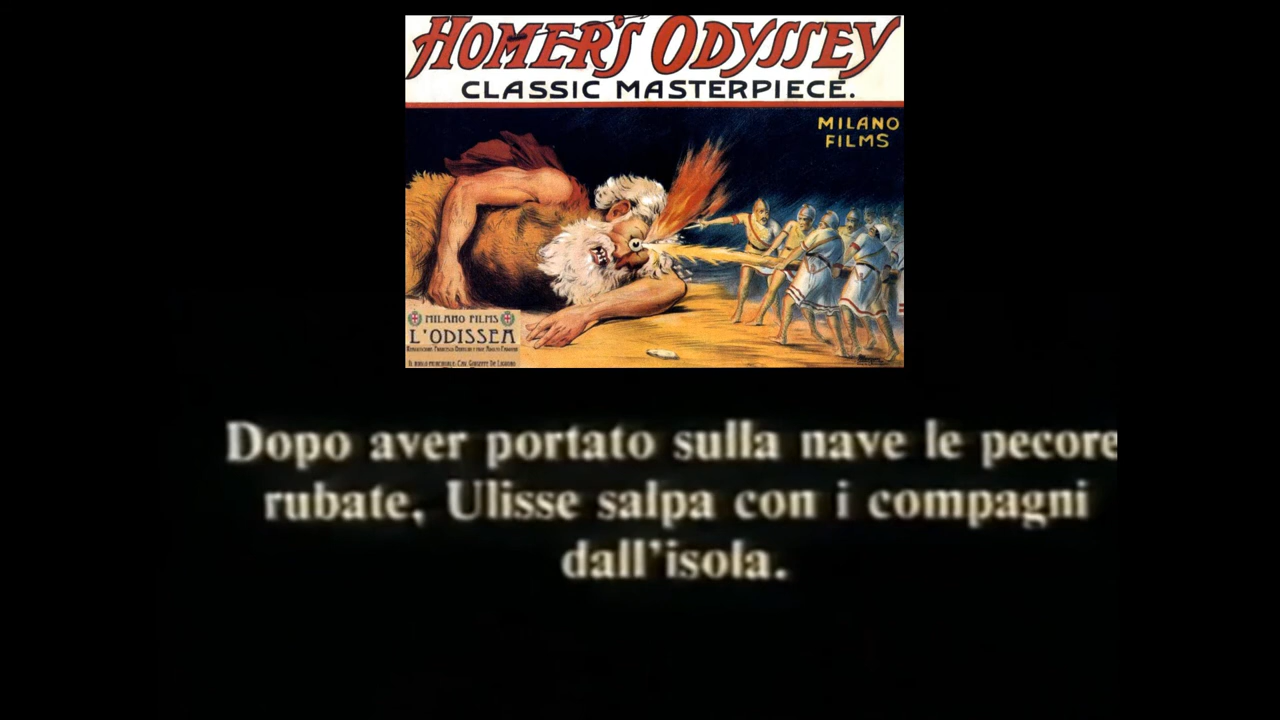 HOMER'S ODYSSEY
CLASSIC MASTERPIECE.
MILANO
FILMS
MILANO FILMS
L'ODISSEA
Dopo aver portato sulla nave le pecore
rubate, Ulisse salpa con i compagni
dall'isola.